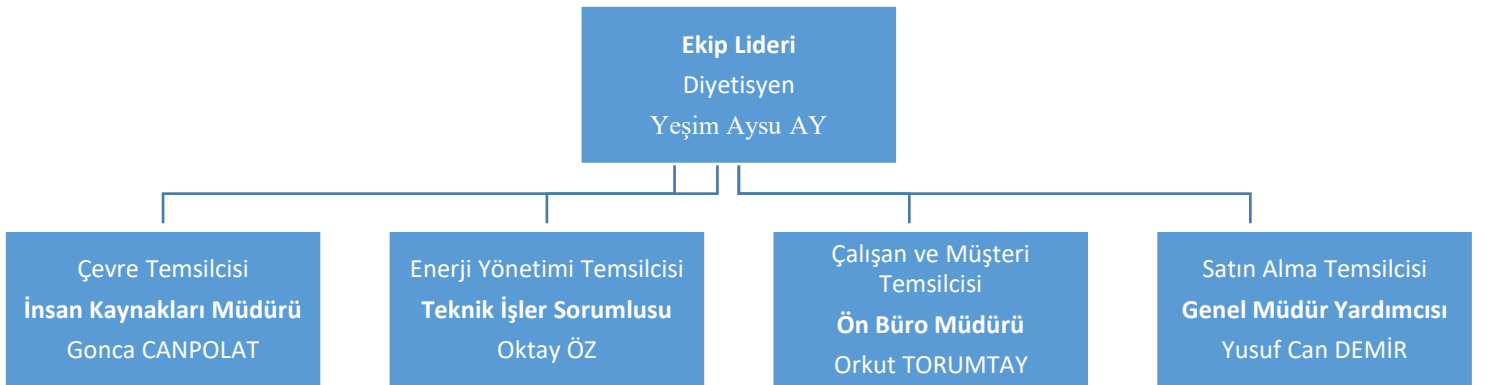 Ekip Lideri
Diyetisyen
Yeşim Aysu AY
Çevre Temsilcisi
İnsan Kaynakları Müdürü
Gonca CANPOLAT
Enerji Yönetimi Temsilcisi
Teknik İşler Sorumlusu
Oktay ÖZ
Çalışan ve Müşteri
Temsilcisi
Ön Büro Müdürü
Orkut TORUMTAY
Satın Alma Temsilcisi
Genel Müdür Yardımcısı
Yusuf Can DEMİR